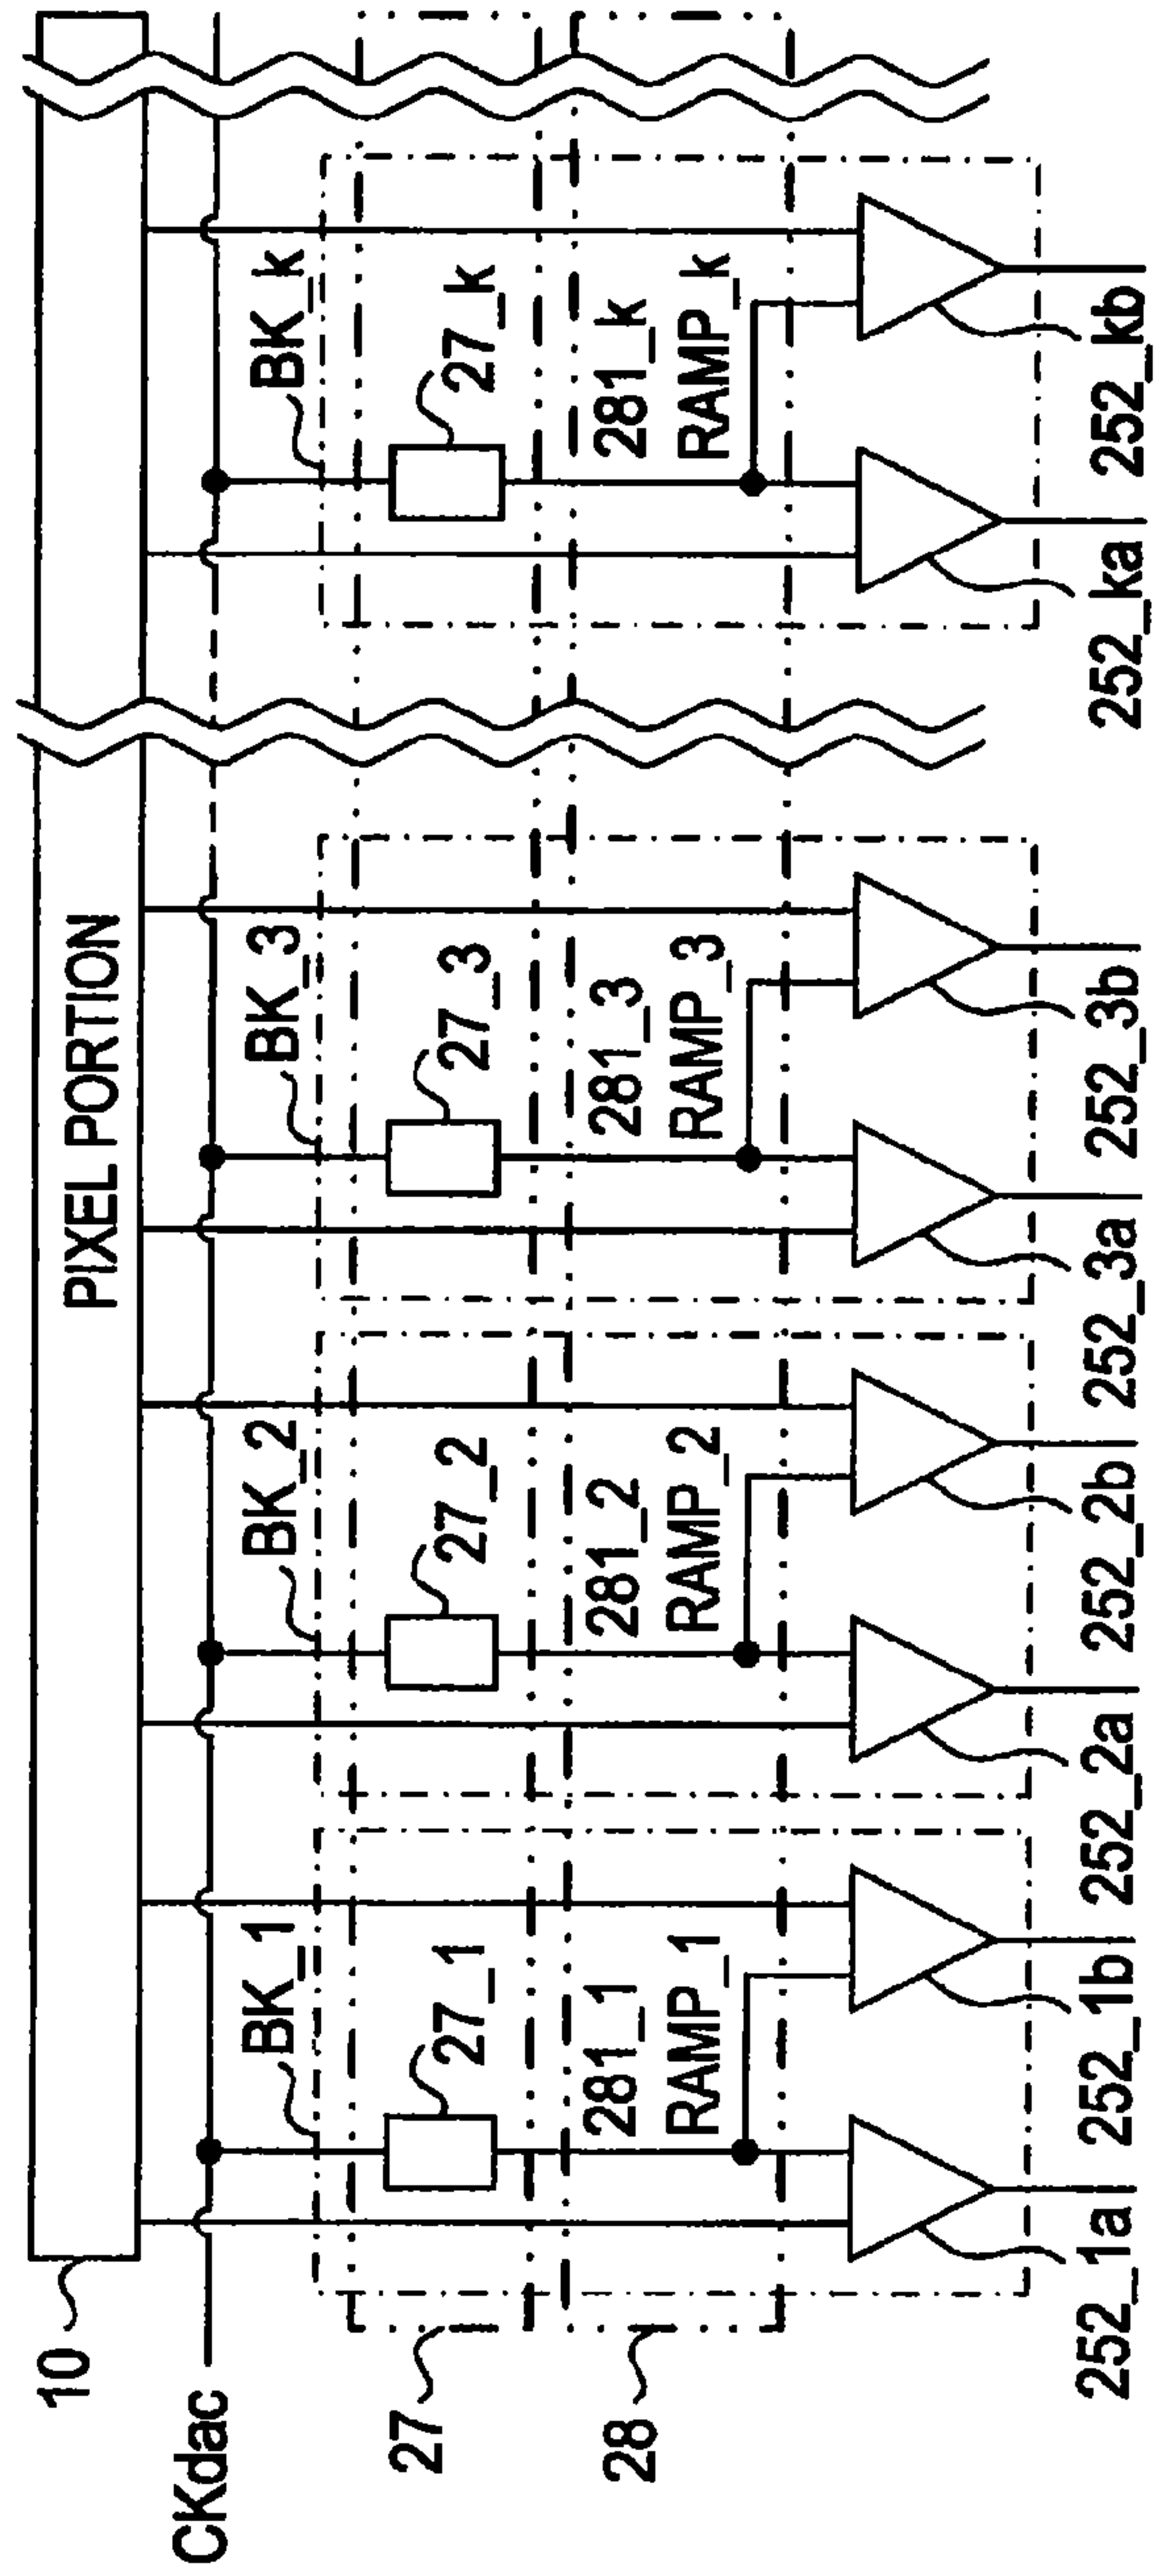 10
PIXEL PORTION
CKdac
BK_1
BK_2
BK_3
BK_k
27
27_1
27_2
27_3
27_k
28
281_1
281_2
281_3
281_k
RAMP_1
RAMP_2
RAMP_3
RAMP_k
252_1a
252_1b
252_2a
252_2b
252_3a
252_3b
252_ka
252_kb